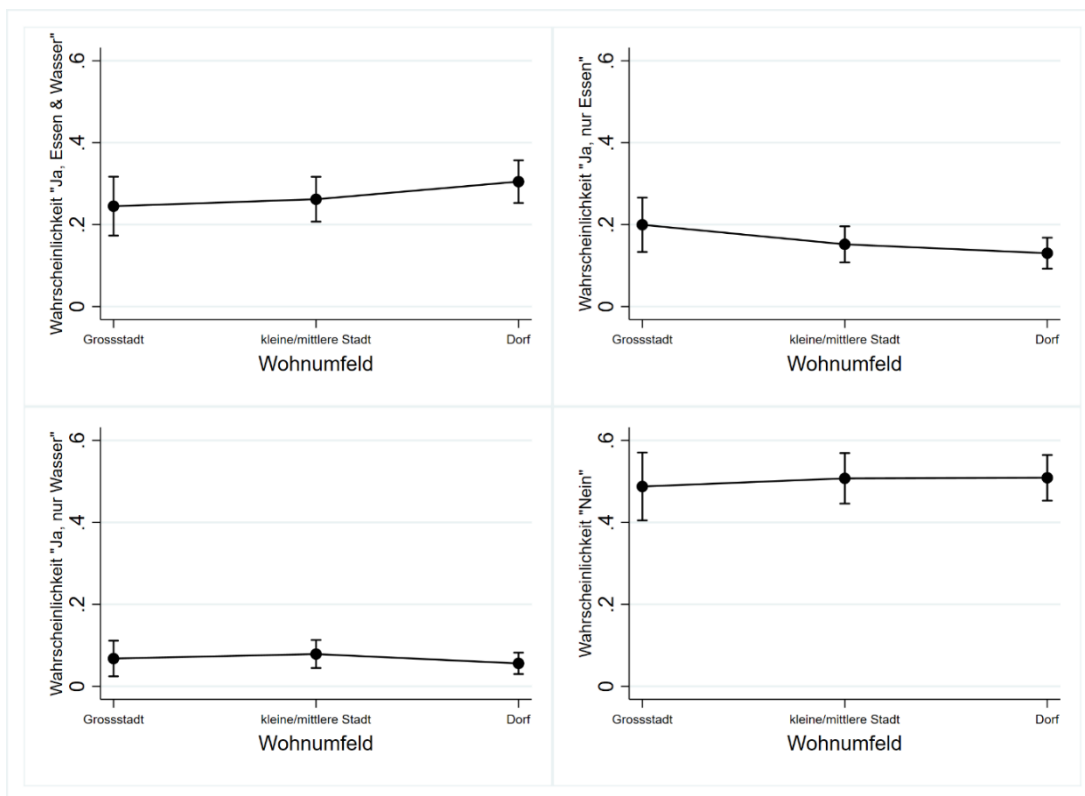 Wahrscheinlichkeit "Ja, Essen & Wasser"
.6
.4
.2
0
Grossstadt
kleine/mittlere Stadt
Dorf
Wohnumfeld
Wahrscheinlichkeit "Ja, nur Essen"
.6
.4
.2
0
Grossstadt
kleine/mittlere Stadt
Dorf
Wohnumfeld
Wahrscheinlichkeit "Ja, nur Wasser"
.6
.4
.2
0
Grossstadt
kleine/mittlere Stadt
Dorf
Wohnumfeld
Wahrscheinlichkeit "Nein"
.6
.4
.2
0
Grossstadt
kleine/mittlere Stadt
Dorf
Wohnumfeld